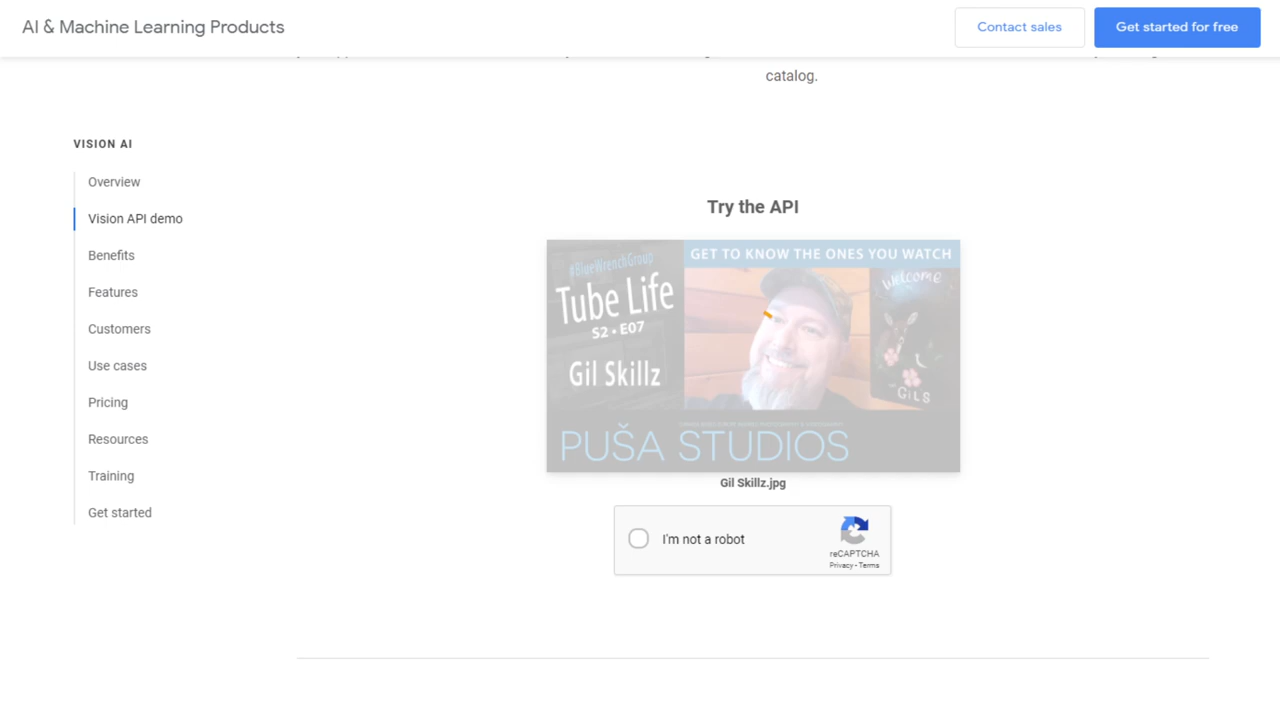 AI & Machine Learning Products
Contact sales
Get started for free
catalog.
VISION AI
Overview
Vision API demo
Benefits
Features
Customers
Use cases
Pricing
Resources
Training
Get started
Try the API
#BlueWrenchGroup
Tube Life
S2 • E07
Gil Skillz
GET TO KNOW THE ONES YOU WATCH
Welcome
GILS
PUŠA STUDIOS
Gil Skillz.jpg
I'm not a robot
reCAPTCHA
Privacy - Terms